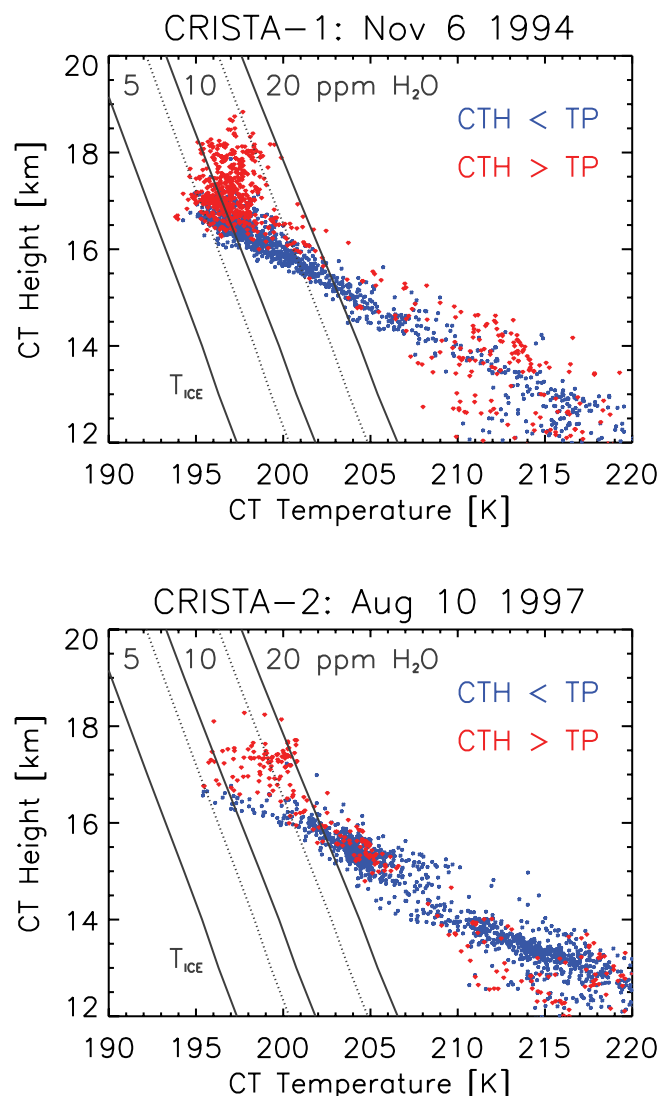 CRISTA-1: Nov 6 1994
20
5 10 20 ppm H₂O
CTH < TP
18
CTH > TP
CT Height [km]
16
14
T_ICE
12
190 195 200 205 210 215 220
CT Temperature [K]
CRISTA-2: Aug 10 1997
20
5 10 20 ppm H₂O
CTH < TP
18
CTH > TP
CT Height [km]
16
14
T_ICE
12
190 195 200 205 210 215 220
CT Temperature [K]